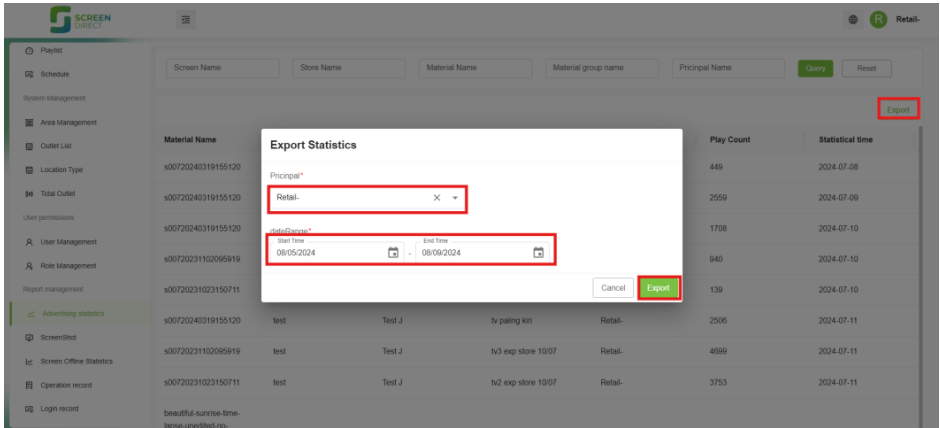 SCREEN
DIRECT
R
Retail-
Playlist
Schedule
System Management
Area Management
Outlet List
Location Type
Total Outlet
User permissions
User Management
Role Management
Report management
Advertising statistics
ScreenShot
Screen Offline Statistics
Operation record
Login record
Screen Name
Store Name
Material Name
Material group name
Pricinpal Name
Query
Reset
Export
Material Name
Play Count
Statistical time
s00720240319155120
449
2024-07-08
s00720240319155120
2559
2024-07-09
s00720240319155120
1706
2024-07-10
s00720231102095919
940
2024-07-10
s00720231023150711
139
2024-07-10
s00720240319155120 test Test J tv paling kin Retail- 2506 2024-07-11
s00720231102095919 test Test J tv3 exp store 10/07 Retail- 4699 2024-07-11
s00720231023150711 test Test J tv2 exp store 10/07 Retail- 3753 2024-07-11
beautiful-sunrise-time-
lapse-unedited-no-
Export Statistics
Pricinpal*
Retail-
dateRange*
Start Time
08/05/2024
-
End Time
08/09/2024
Cancel
Export